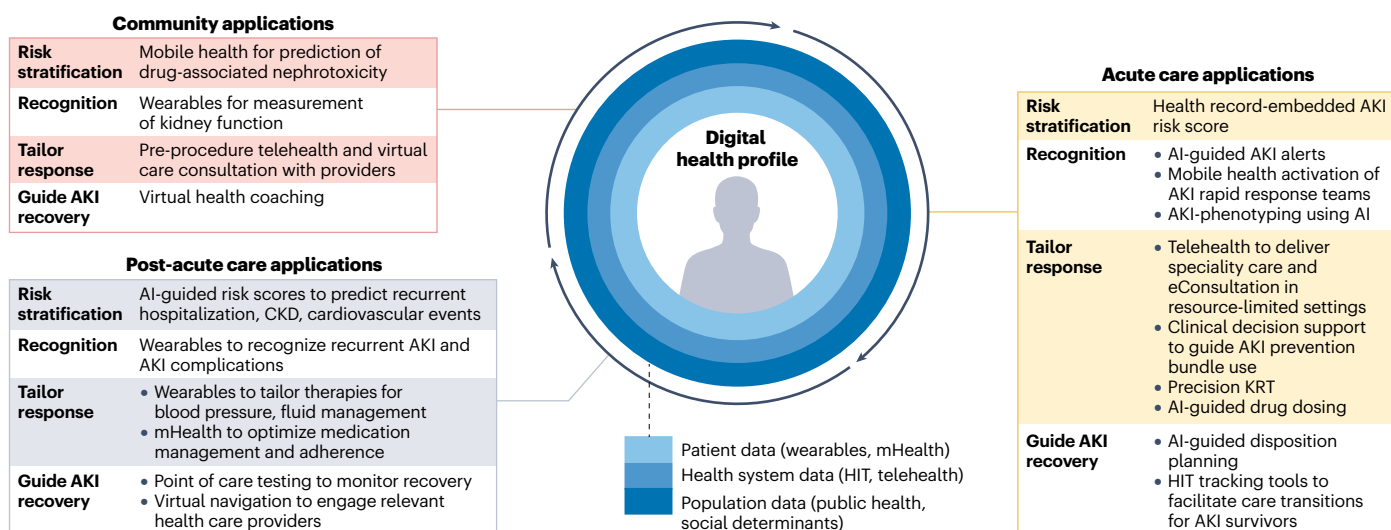 Community applications
Risk
stratification
Mobile health for prediction of
drug-associated nephrotoxicity
Recognition
Wearables for measurement
of kidney function
Tailor
response
Pre-procedure telehealth and virtual
care consultation with providers
Guide AKI
recovery
Virtual health coaching
Post-acute care applications
Risk
stratification
AI-guided risk scores to predict recurrent
hospitalization, CKD, cardiovascular events
Recognition
Wearables to recognize recurrent AKI and
AKI complications
Tailor
response
• Wearables to tailor therapies for
blood pressure, fluid management
• mHealth to optimize medication
management and adherence
Guide AKI
recovery
• Point of care testing to monitor recovery
• Virtual navigation to engage relevant
health care providers
Digital
health profile
Patient data (wearables, mHealth)
Health system data (HIT, telehealth)
Population data (public health,
social determinants)
Acute care applications
Risk
stratification
Health record-embedded AKI
risk score
Recognition
• AI-guided AKI alerts
• Mobile health activation of
AKI rapid response teams
• AKI-phenotyping using AI
Tailor
response
• Telehealth to deliver
speciality care and
eConsultation in
resource-limited settings
• Clinical decision support
to guide AKI prevention
bundle use
• Precision KRT
• AI-guided drug dosing
Guide AKI
recovery
• AI-guided disposition
planning
• HIT tracking tools to
facilitate care transitions
for AKI survivors